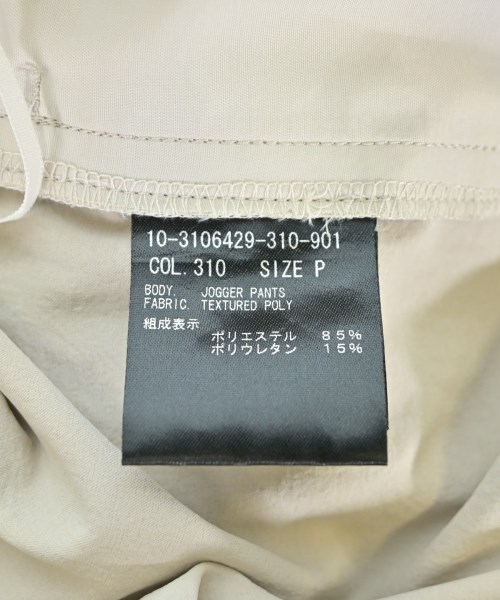 10-3106429-310-901
COL. 310 SIZE P
BODY. JOGGER PANTS
FABRIC. TEXTURED POLY
組成表示
ポリエステル 85%
ポリウレタン 15%